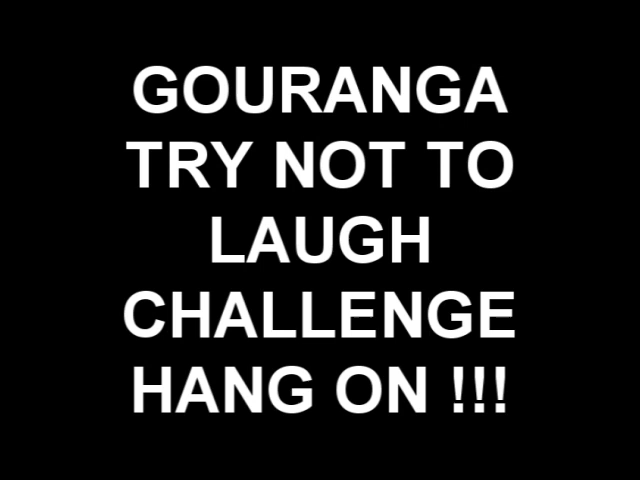 GOURANGA
TRY NOT TO
LAUGH
CHALLENGE
HANG ON !!!